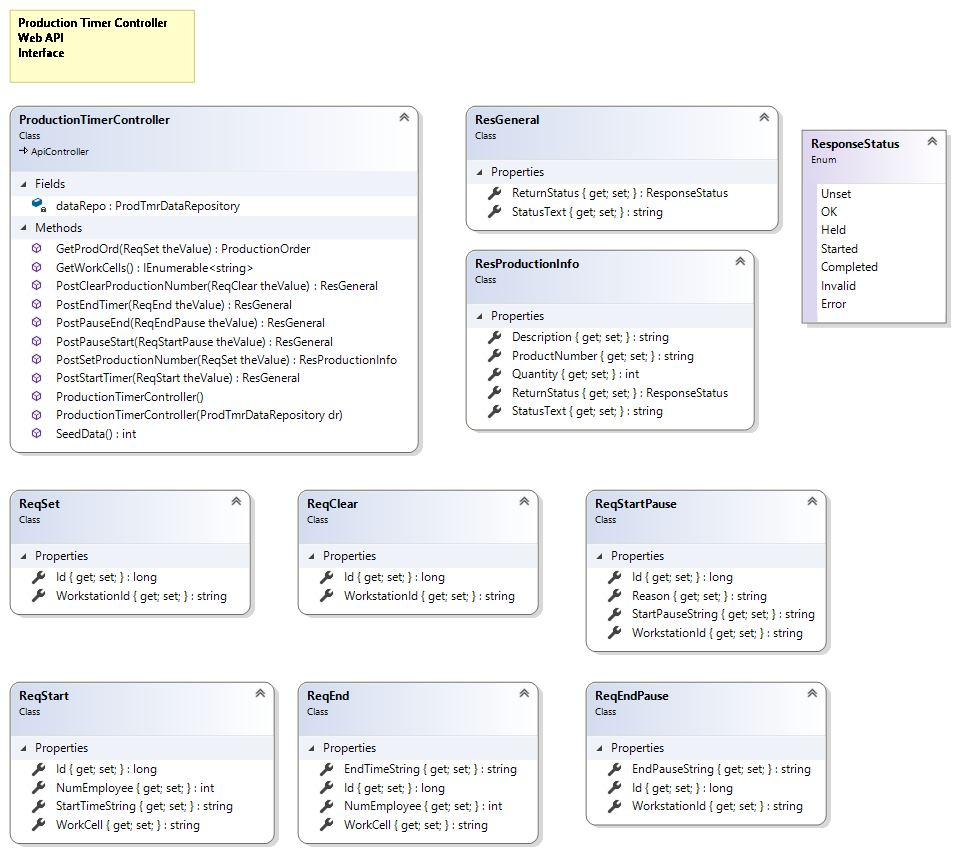 Production Timer Controller
Web API
Interface
ProductionTimerController
Class
ApiController
Fields
dataRepo : ProdTmrDataRepository
Methods
GetProdOrd(ReqSet theValue) : ProductionOrder
GetWorkCells() : IEnumerable<string>
PostClearProductionNumber(ReqClear theValue) : ResGeneral
PostEndTimer(ReqEnd theValue) : ResGeneral
PostPauseEnd(ReqEndPause theValue) : ResGeneral
PostPauseStart(ReqStartPause theValue) : ResGeneral
PostSetProductionNumber(ReqSet theValue) : ResProductionInfo
PostStartTimer(ReqStart theValue) : ResGeneral
ProductionTimerController()
ProductionTimerController(ProdTmrDataRepository dr)
SeedData() : int
ResGeneral
Class
Properties
ReturnStatus { get; set; } : ResponseStatus
StatusText { get; set; } : string
ResProductionInfo
Class
Properties
Description { get; set; } : string
ProductNumber { get; set; } : string
Quantity { get; set; } : int
ReturnStatus { get; set; } : ResponseStatus
StatusText { get; set; } : string
ResponseStatus
Enum
Unset
OK
Held
Started
Completed
Invalid
Error
ReqSet
Class
Properties
Id { get; set; } : long
WorkstationId { get; set; } : string
ReqClear
Class
Properties
Id { get; set; } : long
WorkstationId { get; set; } : string
ReqStartPause
Class
Properties
Id { get; set; } : long
Reason { get; set; } : string
StartPauseString { get; set; } : string
WorkstationId { get; set; } : string
ReqStart
Class
Properties
Id { get; set; } : long
NumEmployee { get; set; } : int
StartTimeString { get; set; } : string
WorkCell { get; set; } : string
ReqEnd
Class
Properties
EndTimeString { get; set; } : string
Id { get; set; } : long
NumEmployee { get; set; } : int
WorkCell { get; set; } : string
ReqEndPause
Class
Properties
EndPauseString { get; set; } : string
Id { get; set; } : long
WorkstationId { get; set; } : string